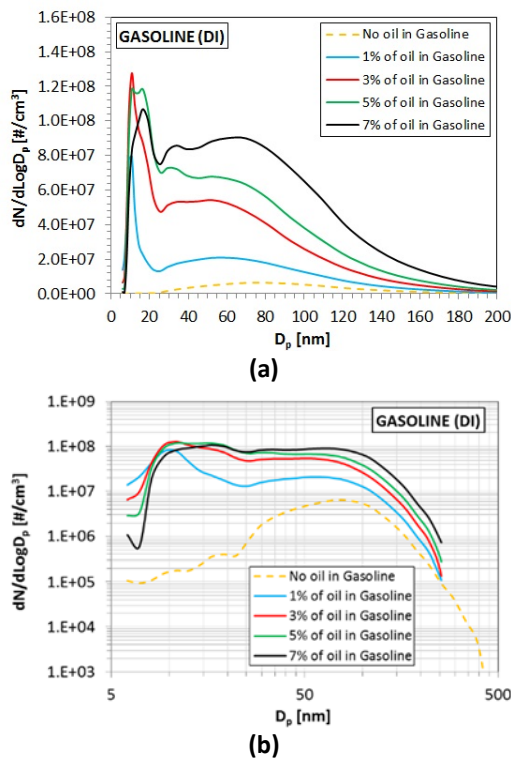 GASOLINE (DI)
No oil in Gasoline
1% of oil in Gasoline
3% of oil in Gasoline
5% of oil in Gasoline
7% of oil in Gasoline
dN/dLogDp [#/cm³]
1.6E+08
1.4E+08
1.2E+08
1.0E+08
8.0E+07
6.0E+07
4.0E+07
2.0E+07
0.0E+00
0 20 40 60 80 100 120 140 160 180 200
Dp [nm]
(a)
GASOLINE (DI)
dN/dLogDp [#/cm³]
1.E+09
1.E+08
1.E+07
1.E+06
1.E+05
1.E+04
1.E+03
No oil in Gasoline
1% of oil in Gasoline
3% of oil in Gasoline
5% of oil in Gasoline
7% of oil in Gasoline
5 50 500
Dp [nm]
(b)